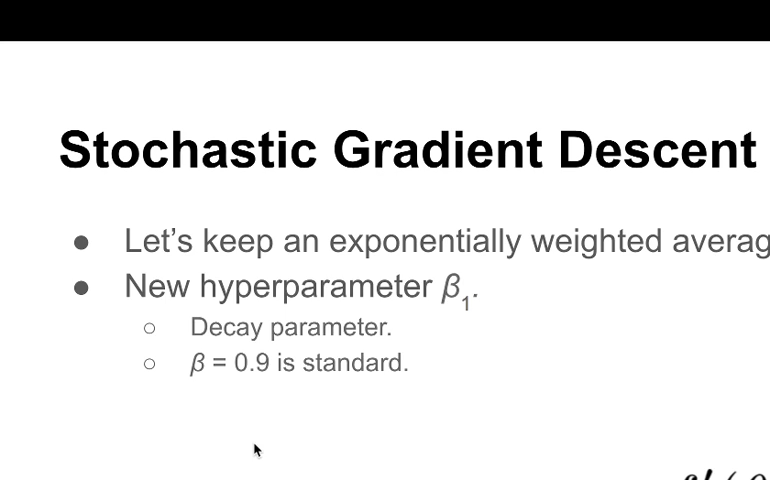 Stochastic Gradient Descent
● Let’s keep an exponentially weighted averag
● New hyperparameter β₁.
○ Decay parameter.
○ β = 0.9 is standard.